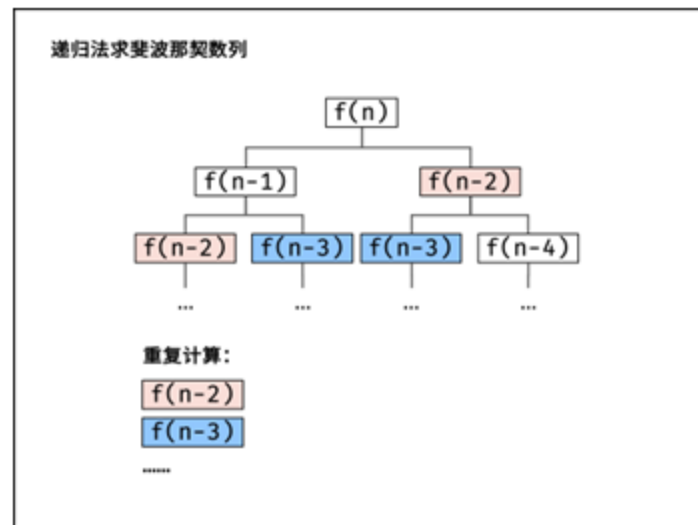 递归法求斐波那契数列
f(n)
f(n-1) f(n-2)
f(n-2) f(n-3) f(n-3) f(n-4)
... ... ... ...
重复计算：
f(n-2)
f(n-3)
......